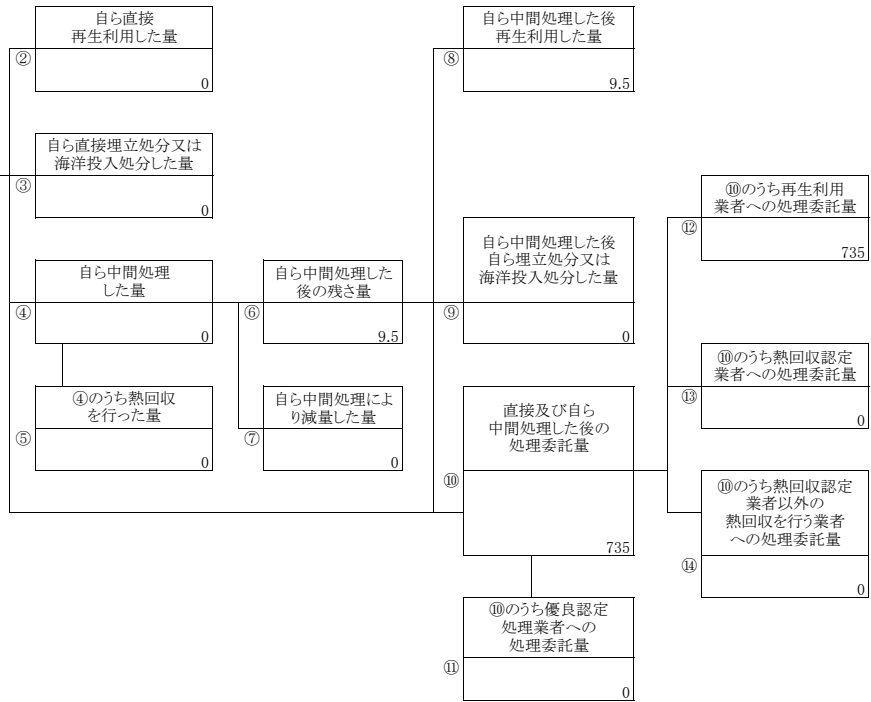 自ら直接
再生利用した量
②
0
自ら直接埋立処分又は
海洋投入処分した量
③
0
自ら中間処理
した量
④
0
④のうち熱回収
を行った量
⑤
0
自ら中間処理した
後の残さ量
⑥
9.5
自ら中間処理によ
り減量した量
⑦
0
自ら中間処理した後
再生利用した量
⑧
9.5
自ら中間処理した後
自ら埋立処分又は
海洋投入処分した量
⑨
0
直接及び自ら
中間処理した後の
処理委託量
⑩
735
⑩のうち優良認定
処理業者への
処理委託量
⑪
0
⑩のうち再生利用
業者への処理委託量
⑫
735
⑩のうち熱回収認定
業者への処理委託量
⑬
0
⑩のうち熱回収認定
業者以外の
熱回収を行う業者
への処理委託量
⑭
0